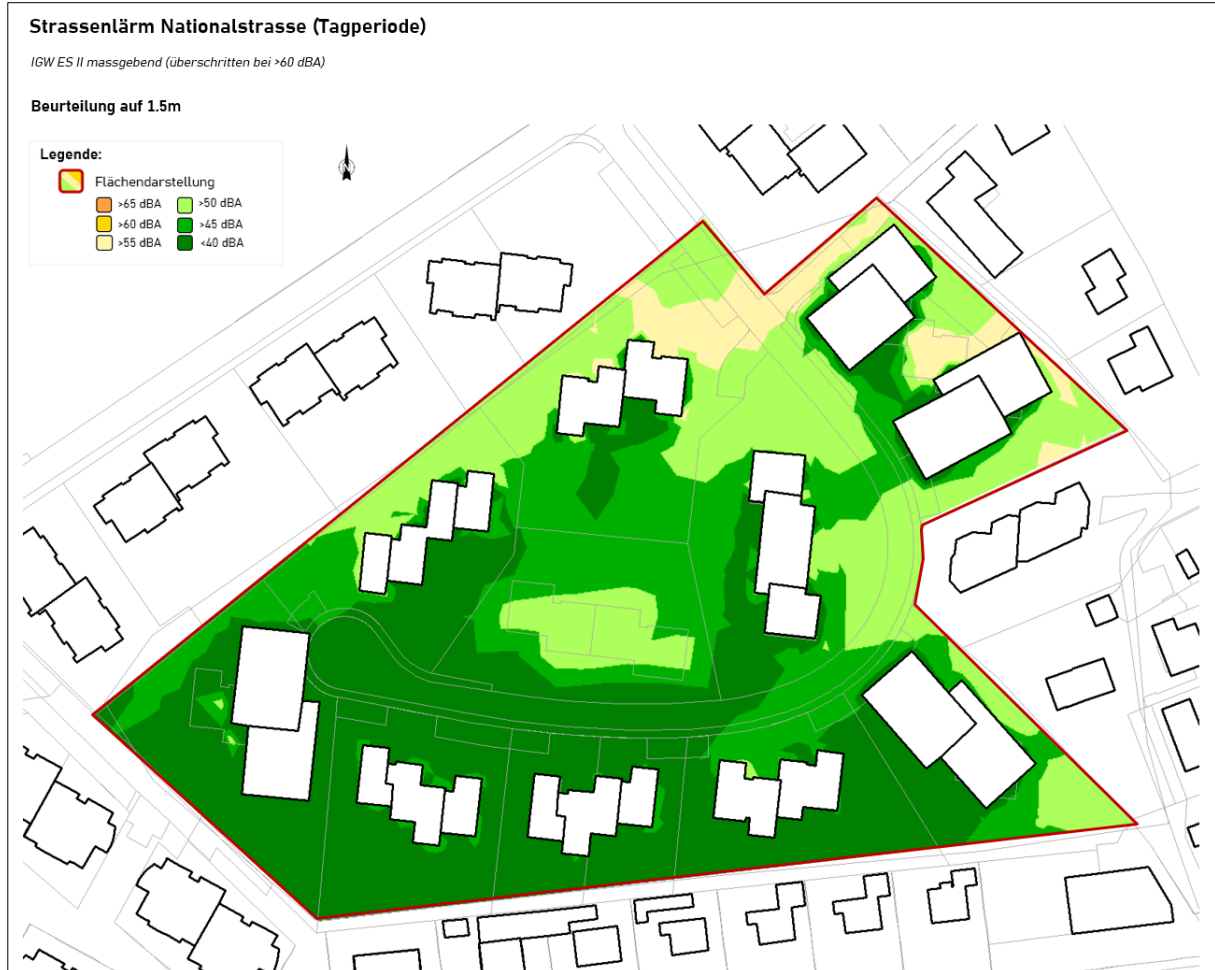 Strassenlärm Nationalstrasse (Tagperiode)
IGW ES II massgebend (überschritten bei >60 dBA)
Beurteilung auf 1.5m
Legende:
Flächendarstellung
>65 dBA >50 dBA
>60 dBA >45 dBA
>55 dBA <40 dBA
N